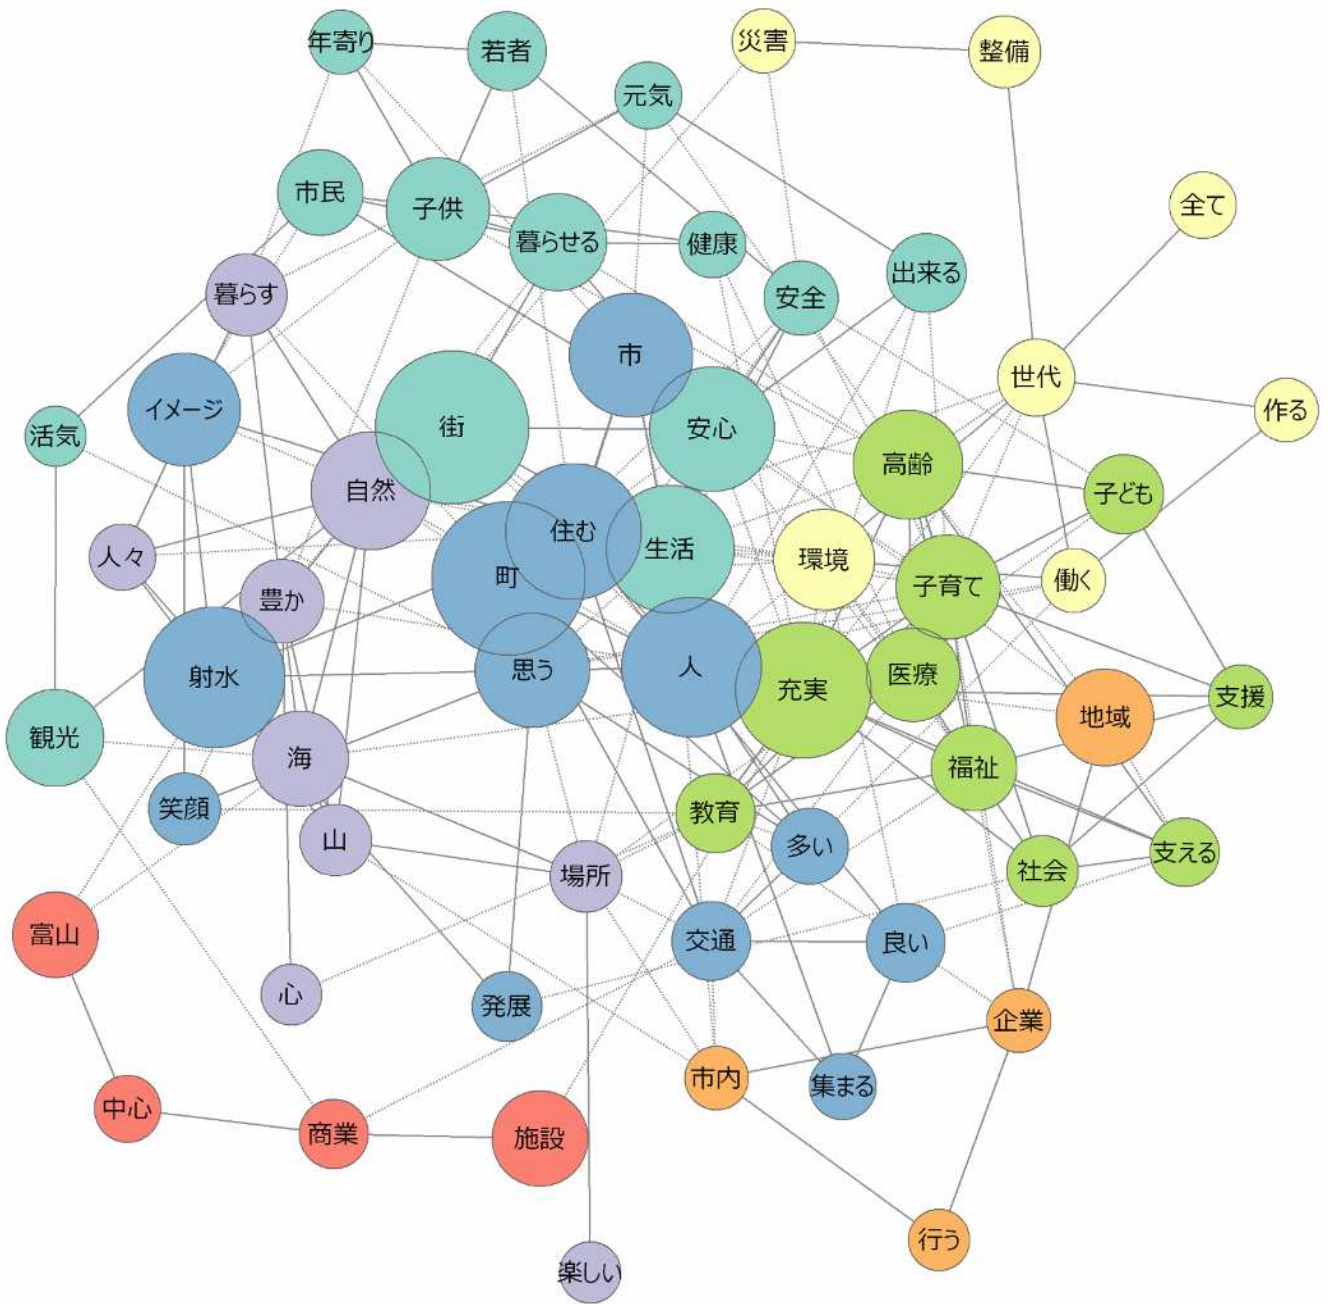 年寄り
若者
災害
整備
元気
市民
子供
全て
暮らせる
健康
出来る
暮らす
安全
市
世代
イメージ
作る
街
安心
活気
高齢
自然
子ども
住む
生活
人々
環境
町
働く
子育て
豊か
射水
思う
人
医療
充実
支援
地域
観光
海
福祉
笑顔
教育
山
多い
支える
場所
社会
富山
交通
良い
心
発展
企業
市内
集まる
中心
商業
施設
行う
楽しい